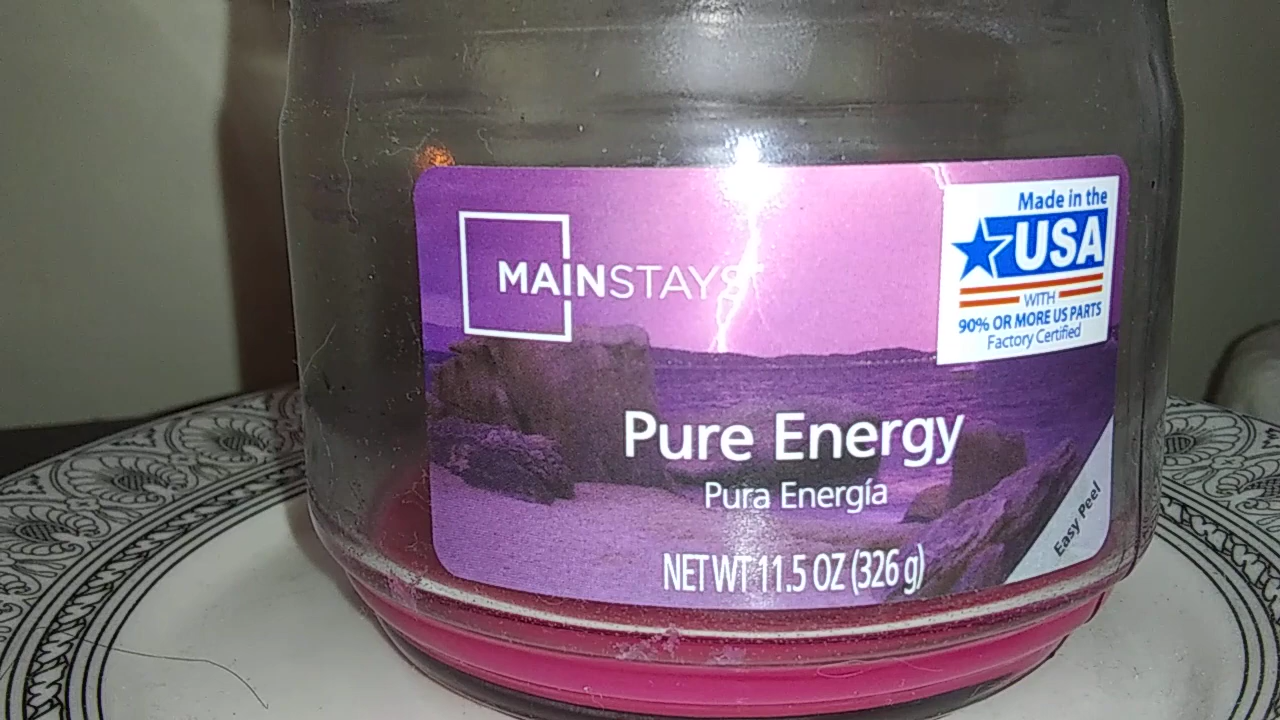 MAINSTAYS
Made in the
USA
WITH
90% OR MORE US PARTS
Factory Certified
Pure Energy
Pura Energía
Easy Peel
NET WT 11.5 OZ (326 g)